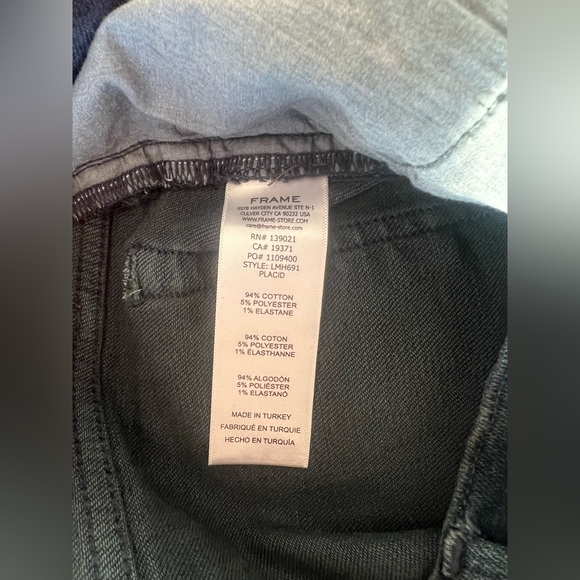 FRAME
3578 HAYDEN AVENUE STE N-1
CULVER CITY CA 90232 USA
WWW.FRAME-STORE.COM
care@frame-store.com
RN# 139021
CA# 19371
PO# 1109400
STYLE: LMH691
PLACID
94% COTTON
5% POLYESTER
1% ELASTANE
94% COTON
5% POLYESTER
1% ÉLASTHANNE
94% ALGODÓN
5% POLIÉSTER
1% ELASTANÓ
MADE IN TURKEY
FABRIQUÉ EN TURQUIE
HECHO EN TURQUÍA